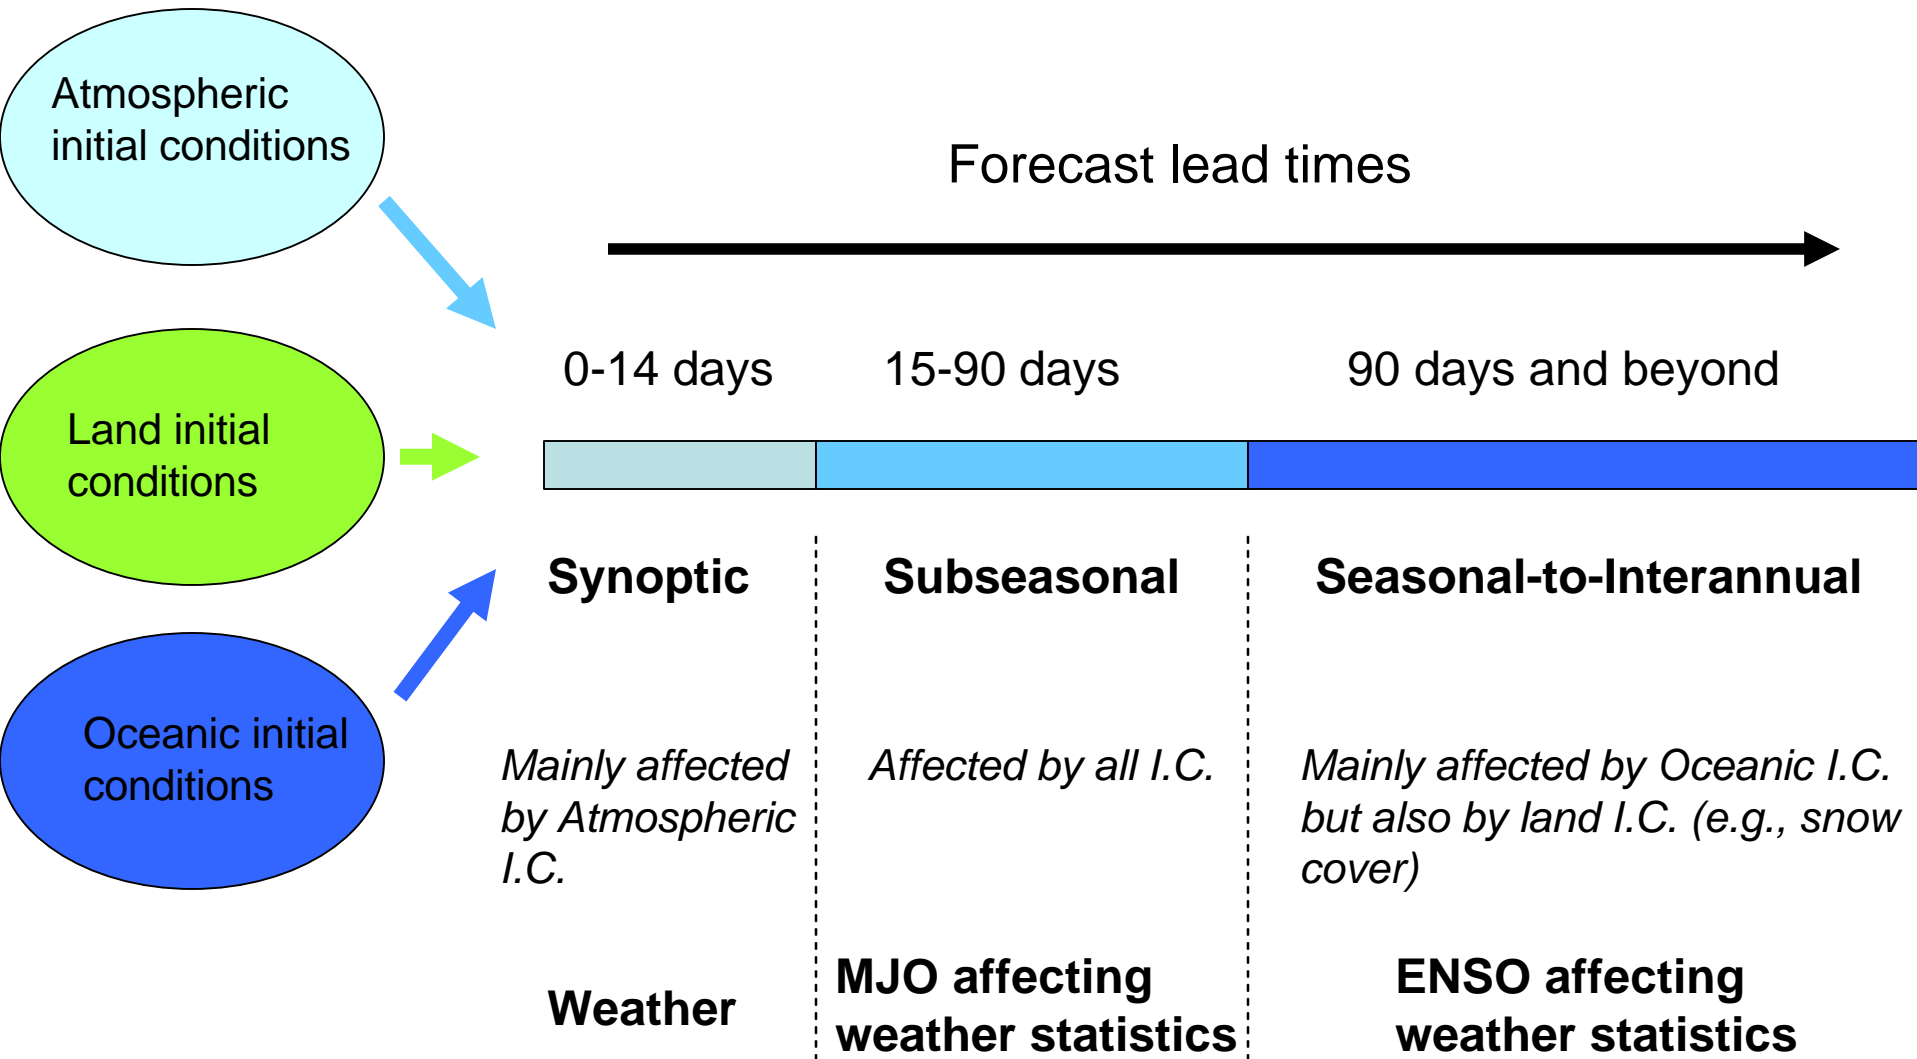 Atmospheric
initial conditions
Forecast lead times
0-14 days
15-90 days
90 days and beyond
Land initial
conditions
Synoptic
Subseasonal
Seasonal-to-Interannual
Oceanic initial
conditions
Mainly affected
by Atmospheric
I.C.
Affected by all I.C.
Mainly affected by Oceanic I.C.
but also by land I.C. (e.g., snow
cover)
Weather
MJO affecting
weather statistics
ENSO affecting
weather statistics